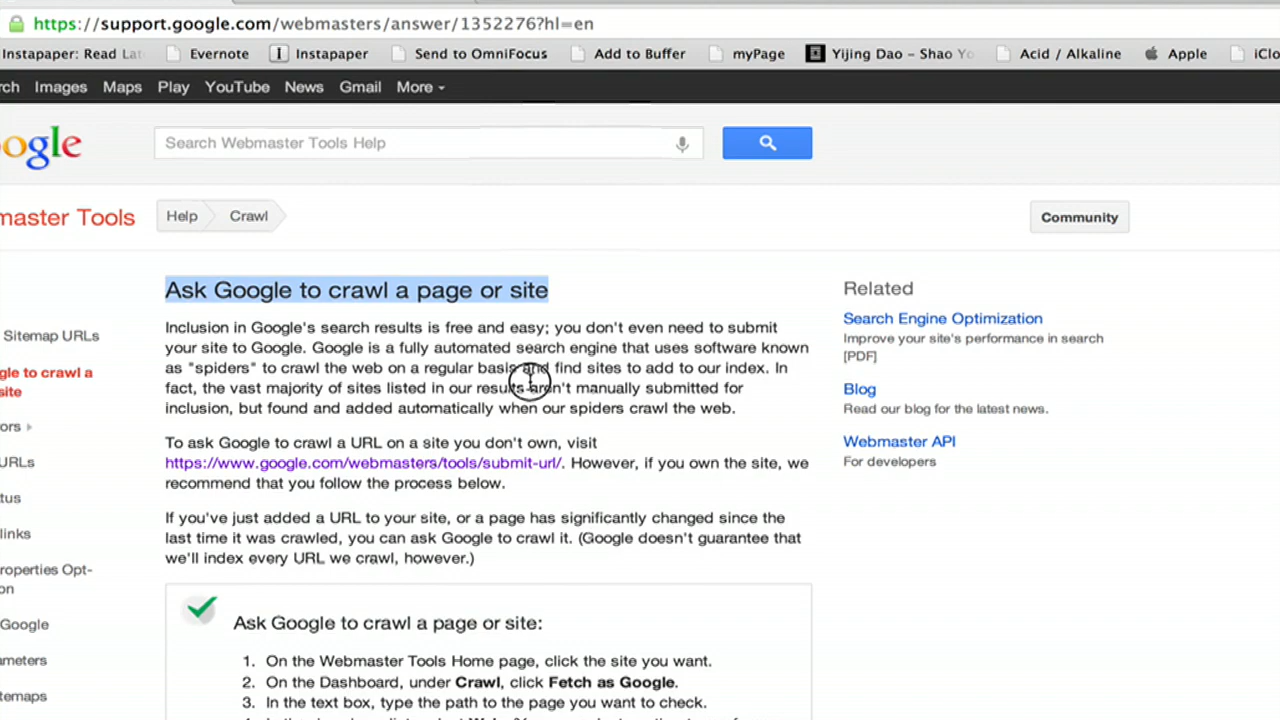 https://support.google.com/webmasters/answer/1352276?hl=en
Instapaper: Read Late Evernote Instapaper Send to OmniFocus Add to Buffer myPage Yijing Dao – Shao Yo Acid / Alkaline Apple iClo
rch Images Maps Play YouTube News Gmail More
ogle Search Webmaster Tools Help
master Tools Help Crawl Community
Ask Google to crawl a page or site
Inclusion in Google's search results is free and easy; you don't even need to submit
your site to Google. Google is a fully automated search engine that uses software known
as "spiders" to crawl the web on a regular basis and find sites to add to our index. In
fact, the vast majority of sites listed in our results aren't manually submitted for
inclusion, but found and added automatically when our spiders crawl the web.
To ask Google to crawl a URL on a site you don't own, visit
https://www.google.com/webmasters/tools/submit-url/. However, if you own the site, we
recommend that you follow the process below.
If you've just added a URL to your site, or a page has significantly changed since the
last time it was crawled, you can ask Google to crawl it. (Google doesn't guarantee that
we'll index every URL we crawl, however.)
Ask Google to crawl a page or site:
1. On the Webmaster Tools Home page, click the site you want.
2. On the Dashboard, under Crawl, click Fetch as Google.
3. In the text box, type the path to the page you want to check.
Related
Search Engine Optimization
Improve your site's performance in search
[PDF]
Blog
Read our blog for the latest news.
Webmaster API
For developers
Sitemap URLs
gle to crawl a
site
ors
URLs
tus
links
roperties Opt-
on
Google
ameters
temaps